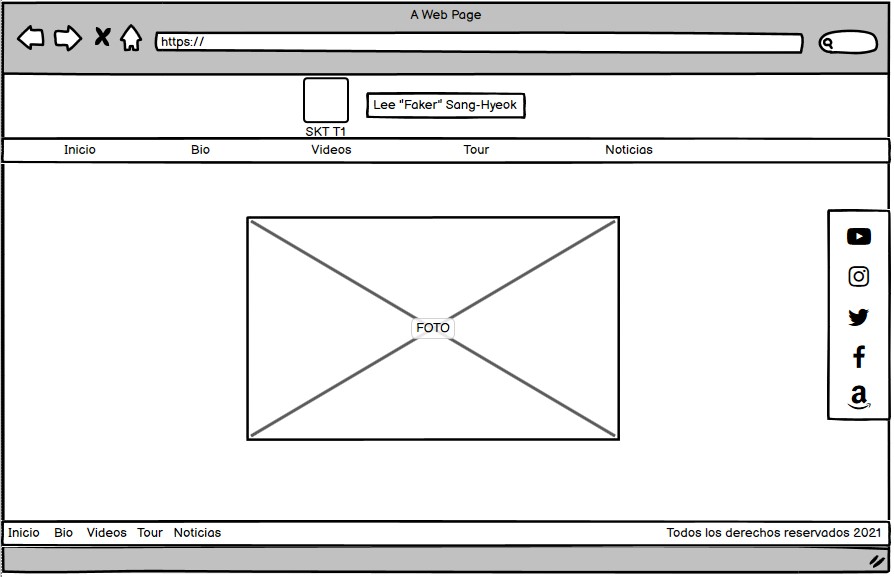 A Web Page
https://
SKT T1
Lee "Faker" Sang-Hyeok
Inicio Bio Videos Tour Noticias
FOTO
Inicio Bio Videos Tour Noticias Todos los derechos reservados 2021